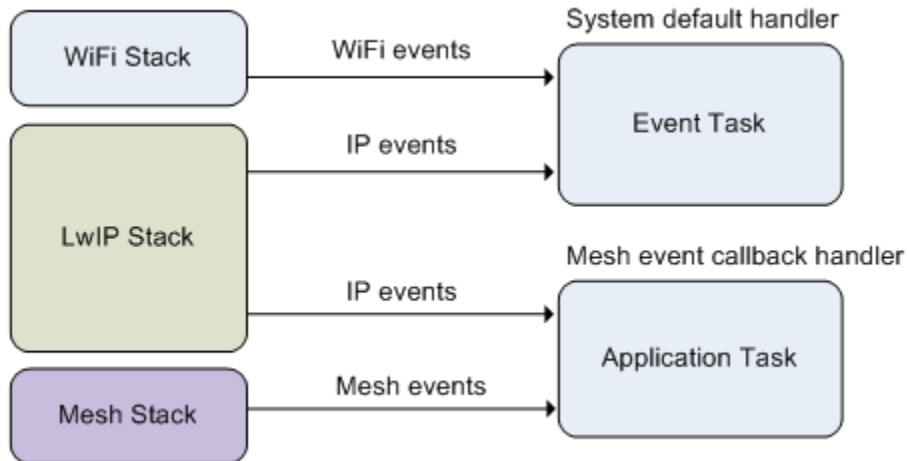 System default handler
WiFi Stack
WiFi events
Event Task
IP events
LwIP Stack
Mesh event callback handler
IP events
Application Task
Mesh events
Mesh Stack